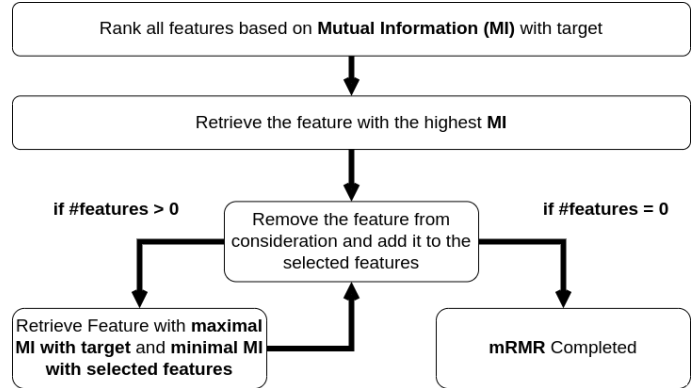 Rank all features based on Mutual Information (MI) with target
Retrieve the feature with the highest MI
if #features > 0
if #features = 0
Remove the feature from
consideration and add it to the
selected features
Retrieve Feature with maximal
MI with target and minimal MI
with selected features
mRMR Completed